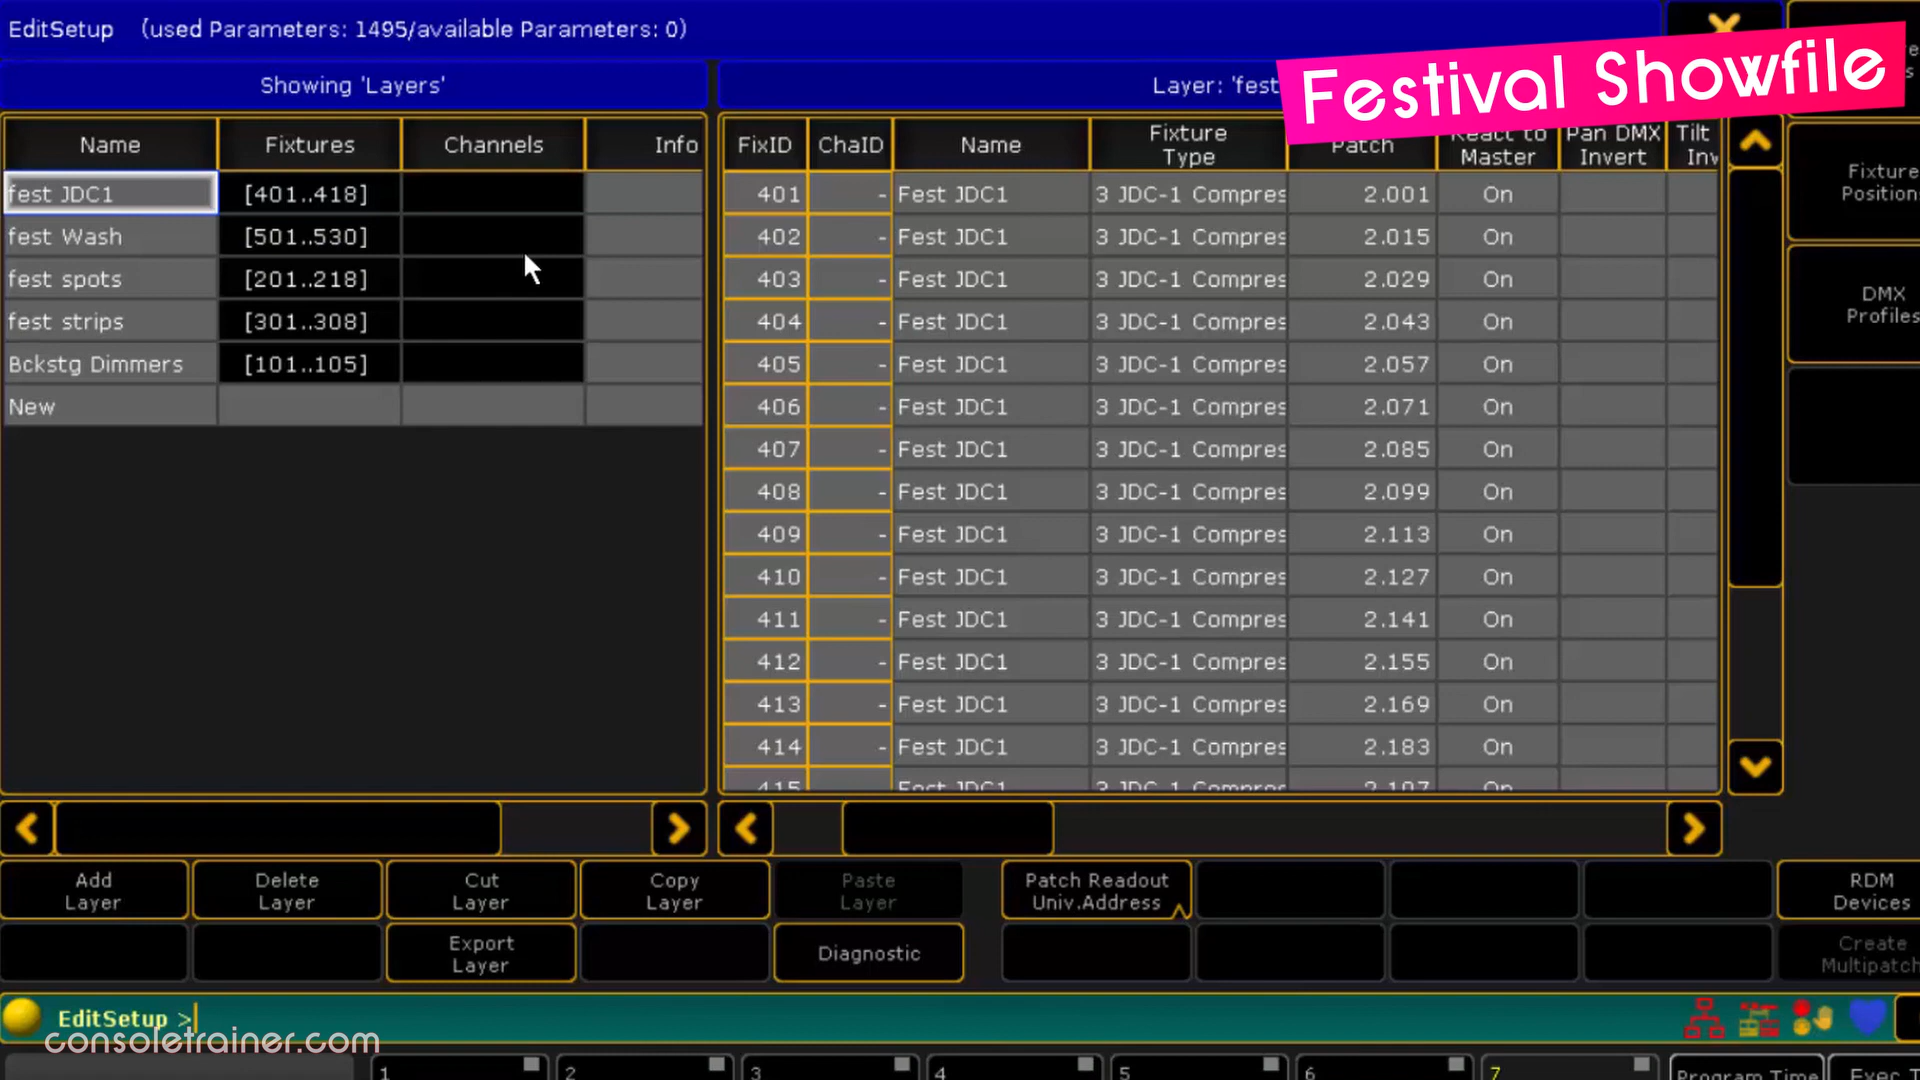 EditSetup (used Parameters: 1495/available Parameters: 0)
Festival Showfile
Showing 'Layers'
Layer: 'fest
Name Fixtures Channels Info
fest JDC1 [401..418]
fest Wash [501..530]
fest spots [201..218]
fest strips [301..308]
Bckstg Dimmers [101..105]
New
FixID ChaID Name Fixture Type Patch React to Master Pan DMX Invert Tilt Inv
401 - Fest JDC1 3 JDC-1 Compres 2.001 On
402 - Fest JDC1 3 JDC-1 Compres 2.015 On
403 - Fest JDC1 3 JDC-1 Compres 2.029 On
404 - Fest JDC1 3 JDC-1 Compres 2.043 On
405 - Fest JDC1 3 JDC-1 Compres 2.057 On
406 - Fest JDC1 3 JDC-1 Compres 2.071 On
407 - Fest JDC1 3 JDC-1 Compres 2.085 On
408 - Fest JDC1 3 JDC-1 Compres 2.099 On
409 - Fest JDC1 3 JDC-1 Compres 2.113 On
410 - Fest JDC1 3 JDC-1 Compres 2.127 On
411 - Fest JDC1 3 JDC-1 Compres 2.141 On
412 - Fest JDC1 3 JDC-1 Compres 2.155 On
413 - Fest JDC1 3 JDC-1 Compres 2.169 On
414 - Fest JDC1 3 JDC-1 Compres 2.183 On
415 - Fest JDC1 3 JDC-1 Compres 2.197 On
Fixture
Position
DMX
Profiles
Add Layer
Delete Layer
Cut Layer
Copy Layer
Paste Layer
Patch Readout
Univ.Address
RDM
Devices
Export Layer
Diagnostic
Create
Multipatch
EditSetup >
consoletrainer.com
1 2 3 4 5 6 7 Program Time Exec T